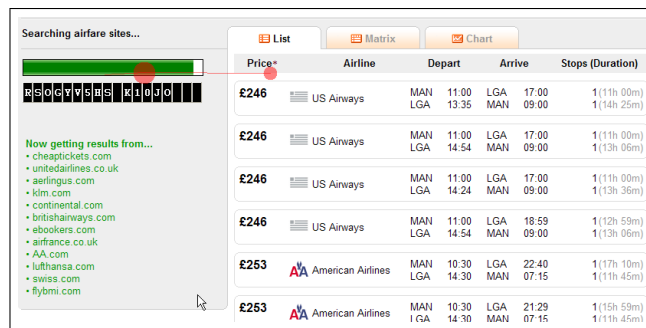 Searching airfare sites...
RSOGYV5HS K10JO
Now getting results from...
• cheaptickets.com
• unitedairlines.co.uk
• aerlingus.com
• klm.com
• continental.com
• britishairways.com
• ebookers.com
• airfrance.co.uk
• AA.com
• lufthansa.com
• swiss.com
• flybmi.com
List Matrix Chart
Price* Airline Depart Arrive Stops (Duration)
£246 US Airways MAN 11:00 LGA 17:00 1 (11h 00m)
LGA 13:35 MAN 09:00 1 (14h 25m)
£246 US Airways MAN 11:00 LGA 17:00 1 (11h 00m)
LGA 14:54 MAN 09:00 1 (13h 06m)
£246 US Airways MAN 11:00 LGA 17:00 1 (11h 00m)
LGA 14:24 MAN 09:00 1 (13h 36m)
£246 US Airways MAN 11:00 LGA 18:59 1 (12h 59m)
LGA 14:54 MAN 09:00 1 (13h 06m)
£253 AA American Airlines MAN 10:30 LGA 22:40 1 (17h 10m)
LGA 14:30 MAN 07:15 1 (11h 45m)
£253 AA American Airlines MAN 10:30 LGA 21:29 1 (15h 59m)
LGA 14:30 MAN 07:15 1 (11h 45m)